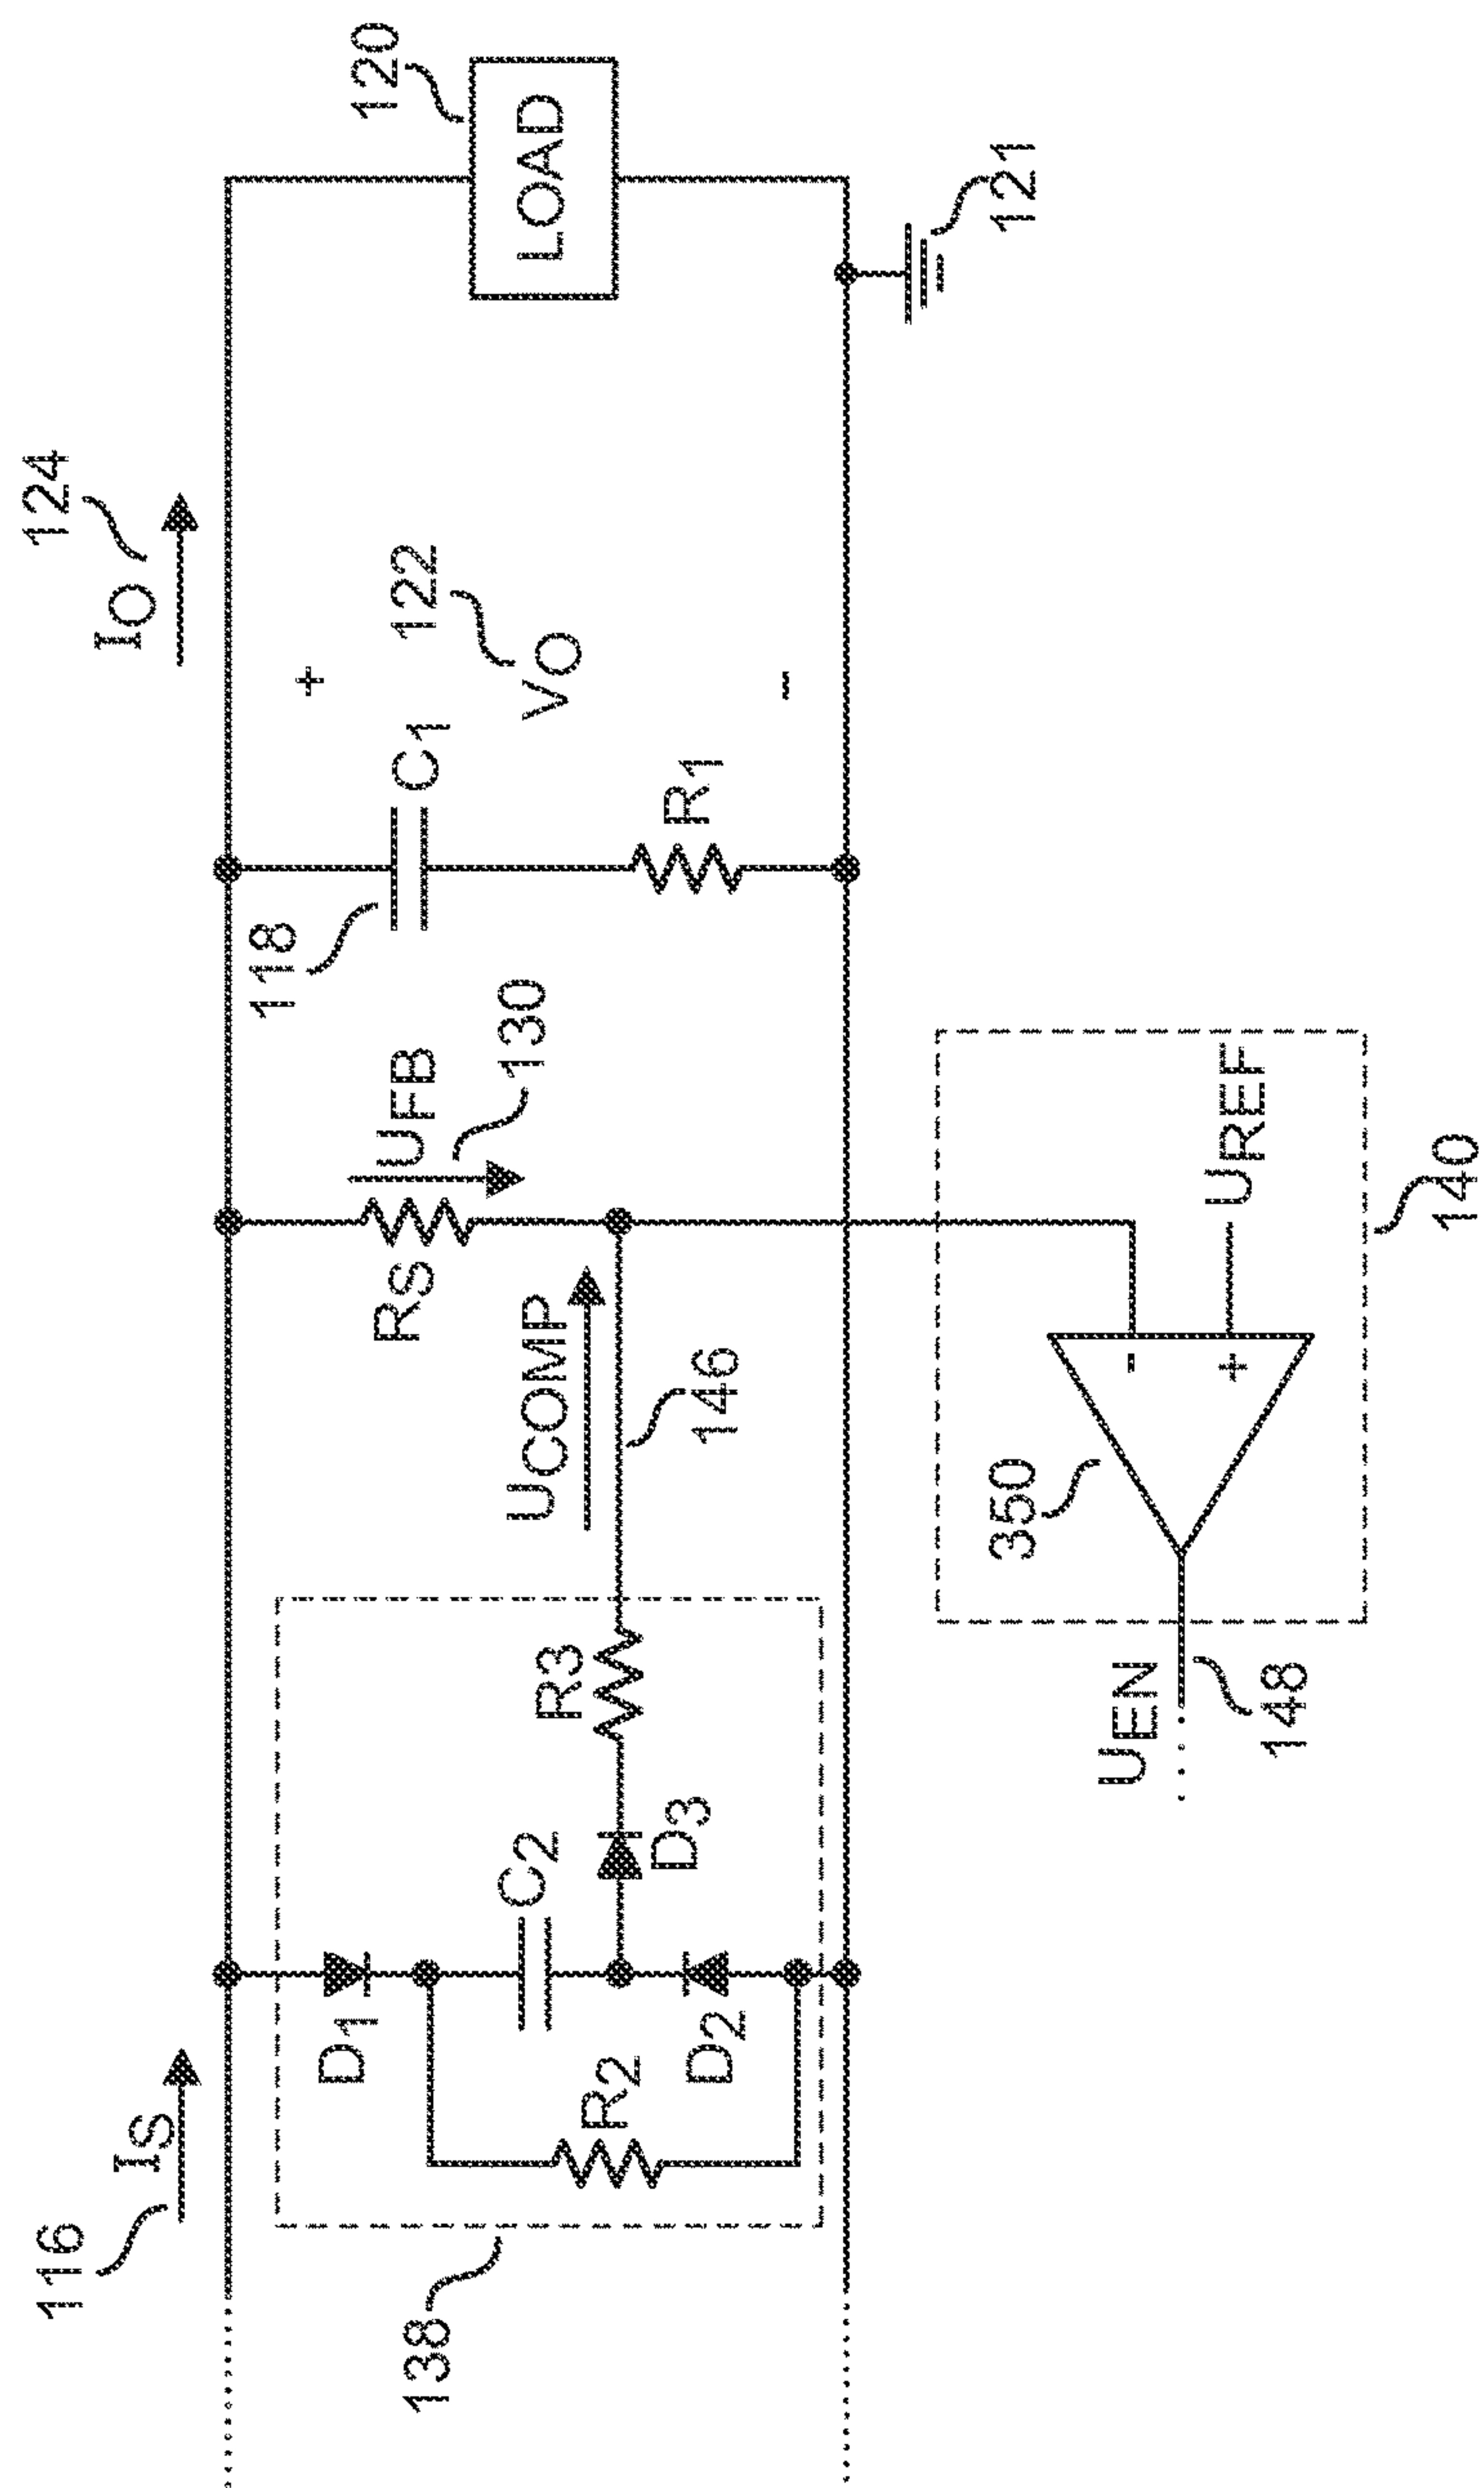 116
IS
IO
124
138
D1
R2
C2
D2
D3
R3
UCOMP
146
RS
UFB
130
118
C1
R1
+
VO
122
-
LOAD
120
121
UEN
148
350
-
+
UREF
140